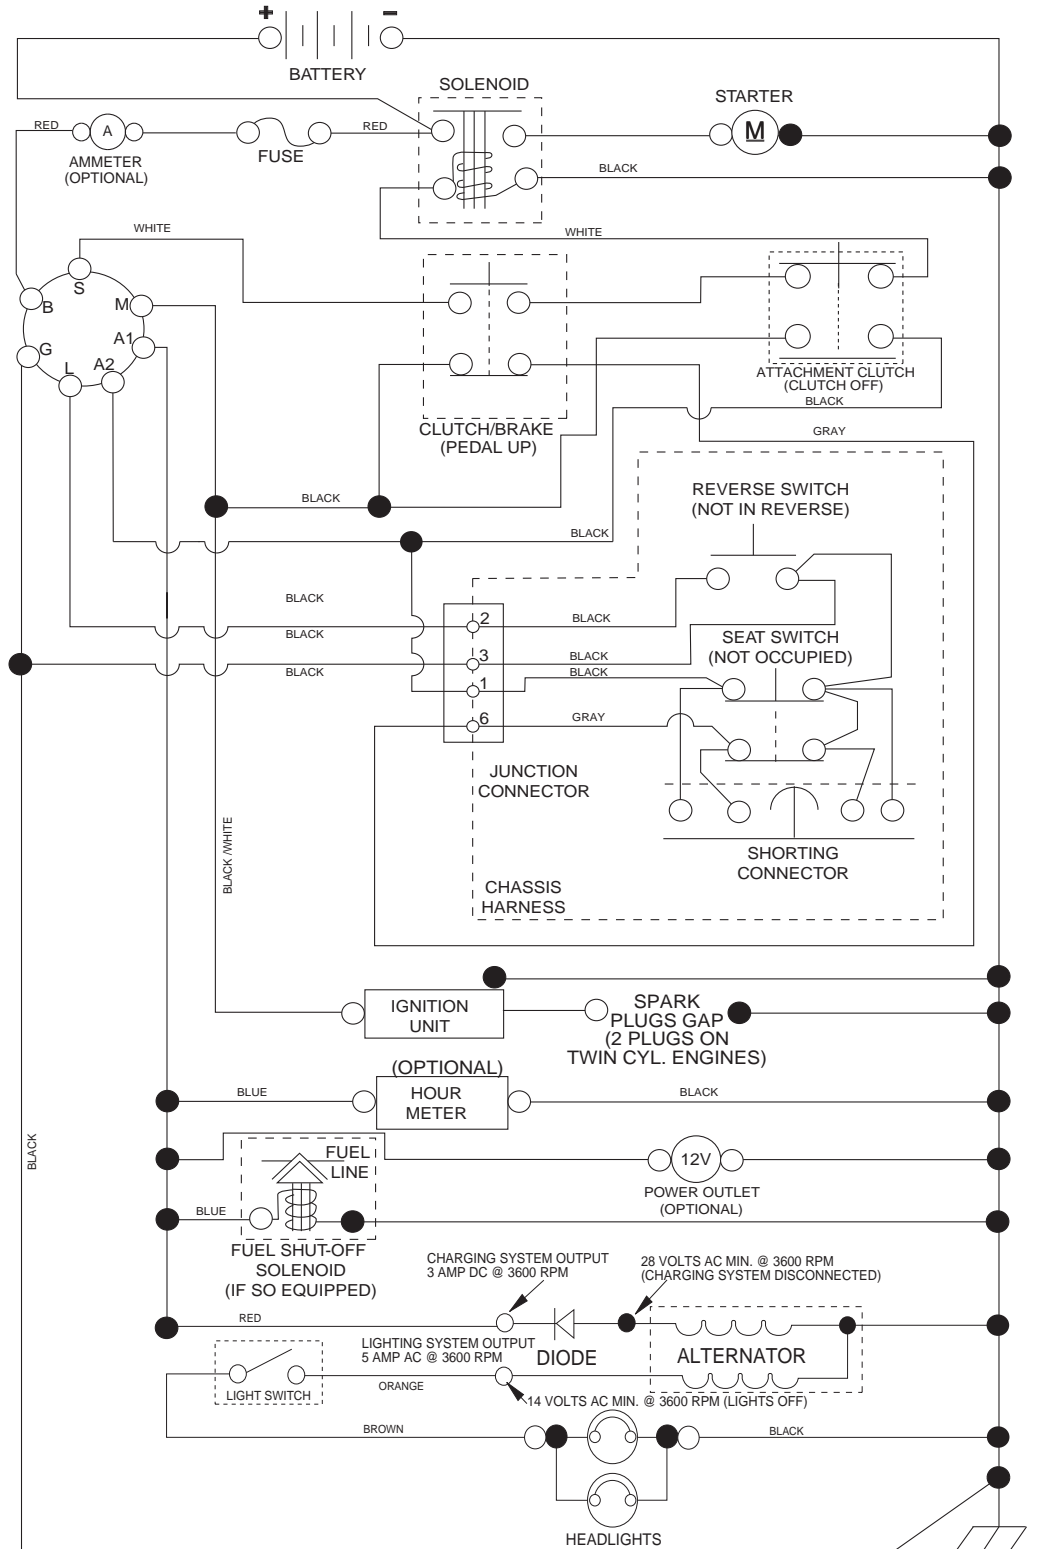 + −
BATTERY
SOLENOID
STARTER
RED
A
RED
M
AMMETER
(OPTIONAL)
FUSE
BLACK
WHITE
WHITE
S
B
M
A1
G
L
A2
ATTACHMENT CLUTCH
(CLUTCH OFF)
BLACK
CLUTCH/BRAKE
(PEDAL UP)
GRAY
REVERSE SWITCH
(NOT IN REVERSE)
BLACK
BLACK
BLACK
2
BLACK
BLACK
SEAT SWITCH
(NOT OCCUPIED)
3
BLACK
BLACK
BLACK
1
6
GRAY
JUNCTION
CONNECTOR
BLACK /WHITE
SHORTING
CONNECTOR
CHASSIS
HARNESS
IGNITION
UNIT
SPARK
PLUGS GAP
(2 PLUGS ON
TWIN CYL. ENGINES)
(OPTIONAL)
HOUR
METER
BLUE
BLACK
BLACK
FUEL
LINE
12V
POWER OUTLET
(OPTIONAL)
BLUE
FUEL SHUT-OFF
SOLENOID
(IF SO EQUIPPED)
CHARGING SYSTEM OUTPUT
3 AMP DC @ 3600 RPM
28 VOLTS AC MIN. @ 3600 RPM
(CHARGING SYSTEM DISCONNECTED)
RED
LIGHTING SYSTEM OUTPUT
5 AMP AC @ 3600 RPM
DIODE
ALTERNATOR
LIGHT SWITCH
ORANGE
14 VOLTS AC MIN. @ 3600 RPM (LIGHTS OFF)
BROWN
BLACK
HEADLIGHTS